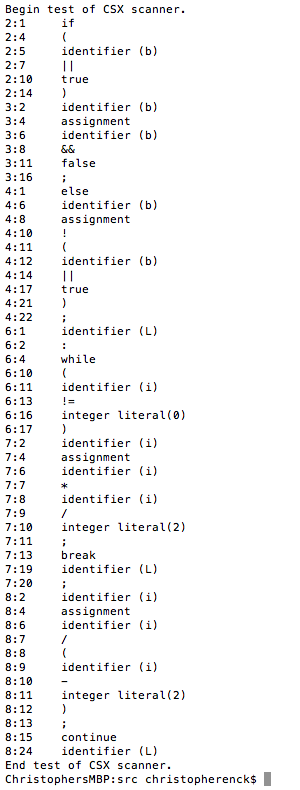 Begin test of CSX scanner.
2:1 if
2:4 (
2:5 identifier (b)
2:7 ||
2:10 true
2:14 )
3:2 identifier (b)
3:4 assignment
3:6 identifier (b)
3:8 &&
3:11 false
3:16 ;
4:1 else
4:6 identifier (b)
4:8 assignment
4:10 !
4:11 (
4:12 identifier (b)
4:14 ||
4:17 true
4:21 )
4:22 ;
6:1 identifier (L)
6:2 :
6:4 while
6:10 (
6:11 identifier (i)
6:13 !=
6:16 integer literal(0)
6:17 )
7:2 identifier (i)
7:4 assignment
7:6 identifier (i)
7:7 *
7:8 identifier (i)
7:9 /
7:10 integer literal(2)
7:11 ;
7:13 break
7:19 identifier (L)
7:20 ;
8:2 identifier (i)
8:4 assignment
8:6 identifier (i)
8:7 /
8:8 (
8:9 identifier (i)
8:10 -
8:11 integer literal(2)
8:12 )
8:13 ;
8:15 continue
8:24 identifier (L)
End test of CSX scanner.
ChristophersMBP:src christopherenck$